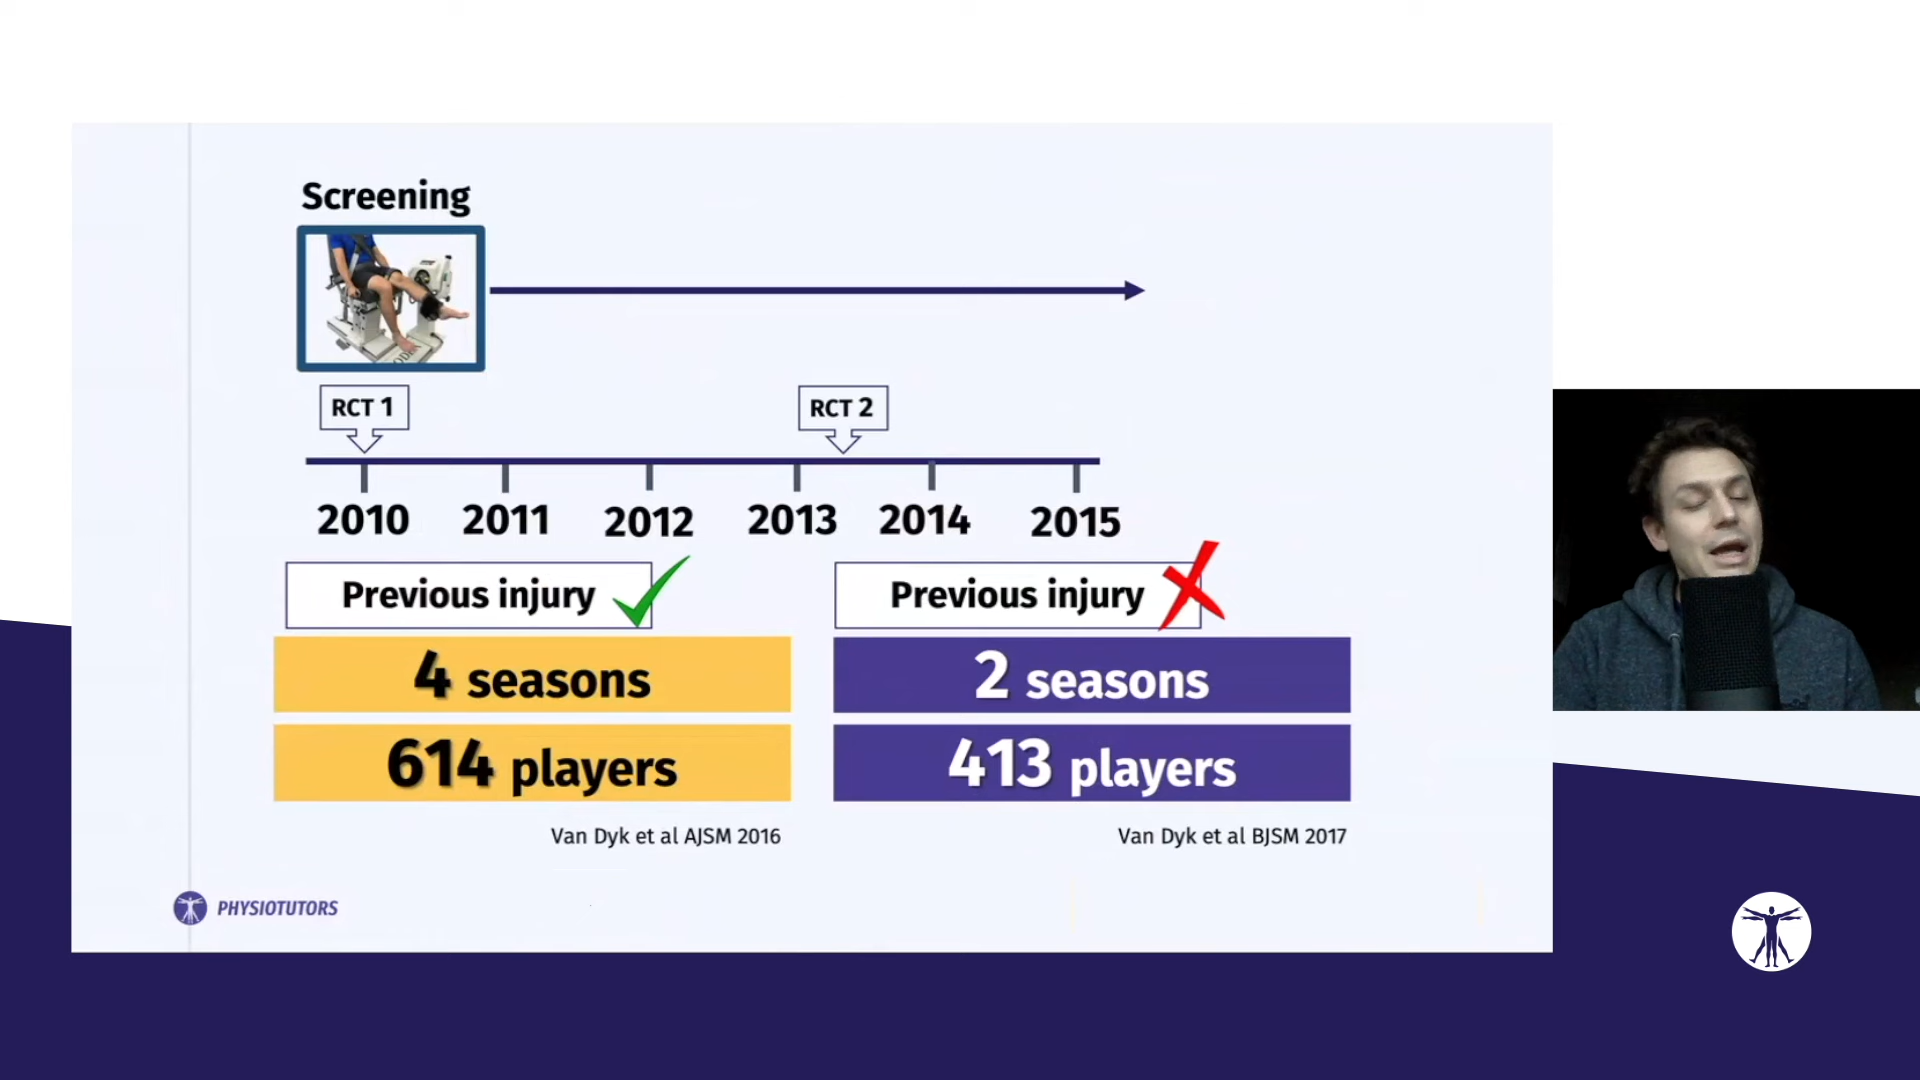 Screening
RCT 1
RCT 2
2010 2011 2012 2013 2014 2015
Previous injury
Previous injury
4 seasons
2 seasons
614 players
413 players
Van Dyk et al AJSM 2016
Van Dyk et al BJSM 2017
PHYSIOTUTORS